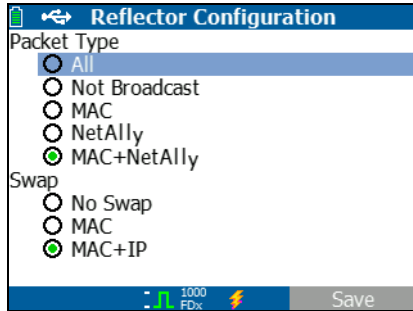 Reflector Configuration
Packet Type
All
Not Broadcast
MAC
NetAlly
MAC+NetAlly
Swap
No Swap
MAC
MAC+IP
1000
FDx
Save